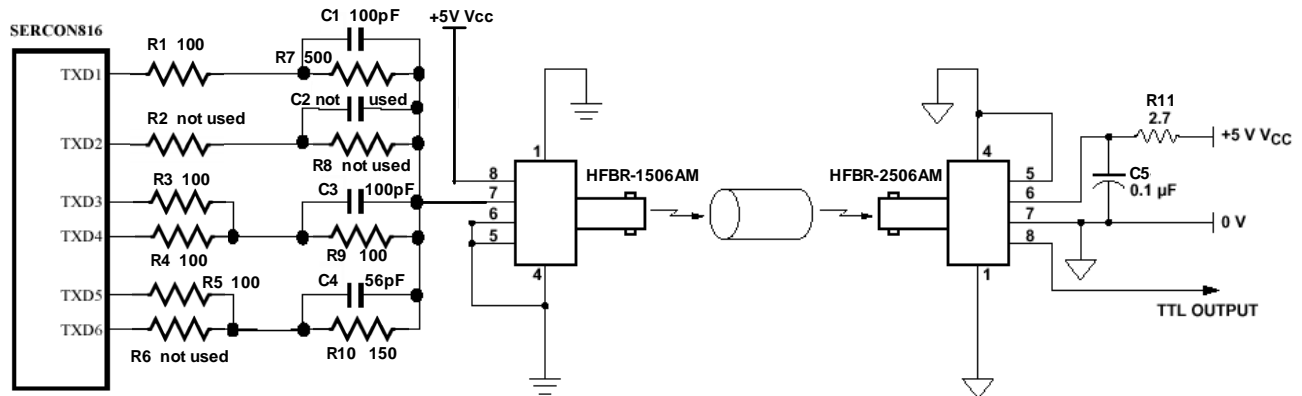 SERCON816
TXD1
TXD2
TXD3
TXD4
TXD5
TXD6
R1 100
R2 not used
R3 100
R4 100
R5 100
R6 not used
C1 100pF
R7 500
C2 not used
R8 not used
C3 100pF
R9 100
C4 56pF
R10 150
+5V Vcc
1
8
7
6
5
4
HFBR-1506AM
HFBR-2506AM
4
5
6
7
8
1
R11
2.7
+5 V VCC
C5
0.1 µF
0 V
TTL OUTPUT